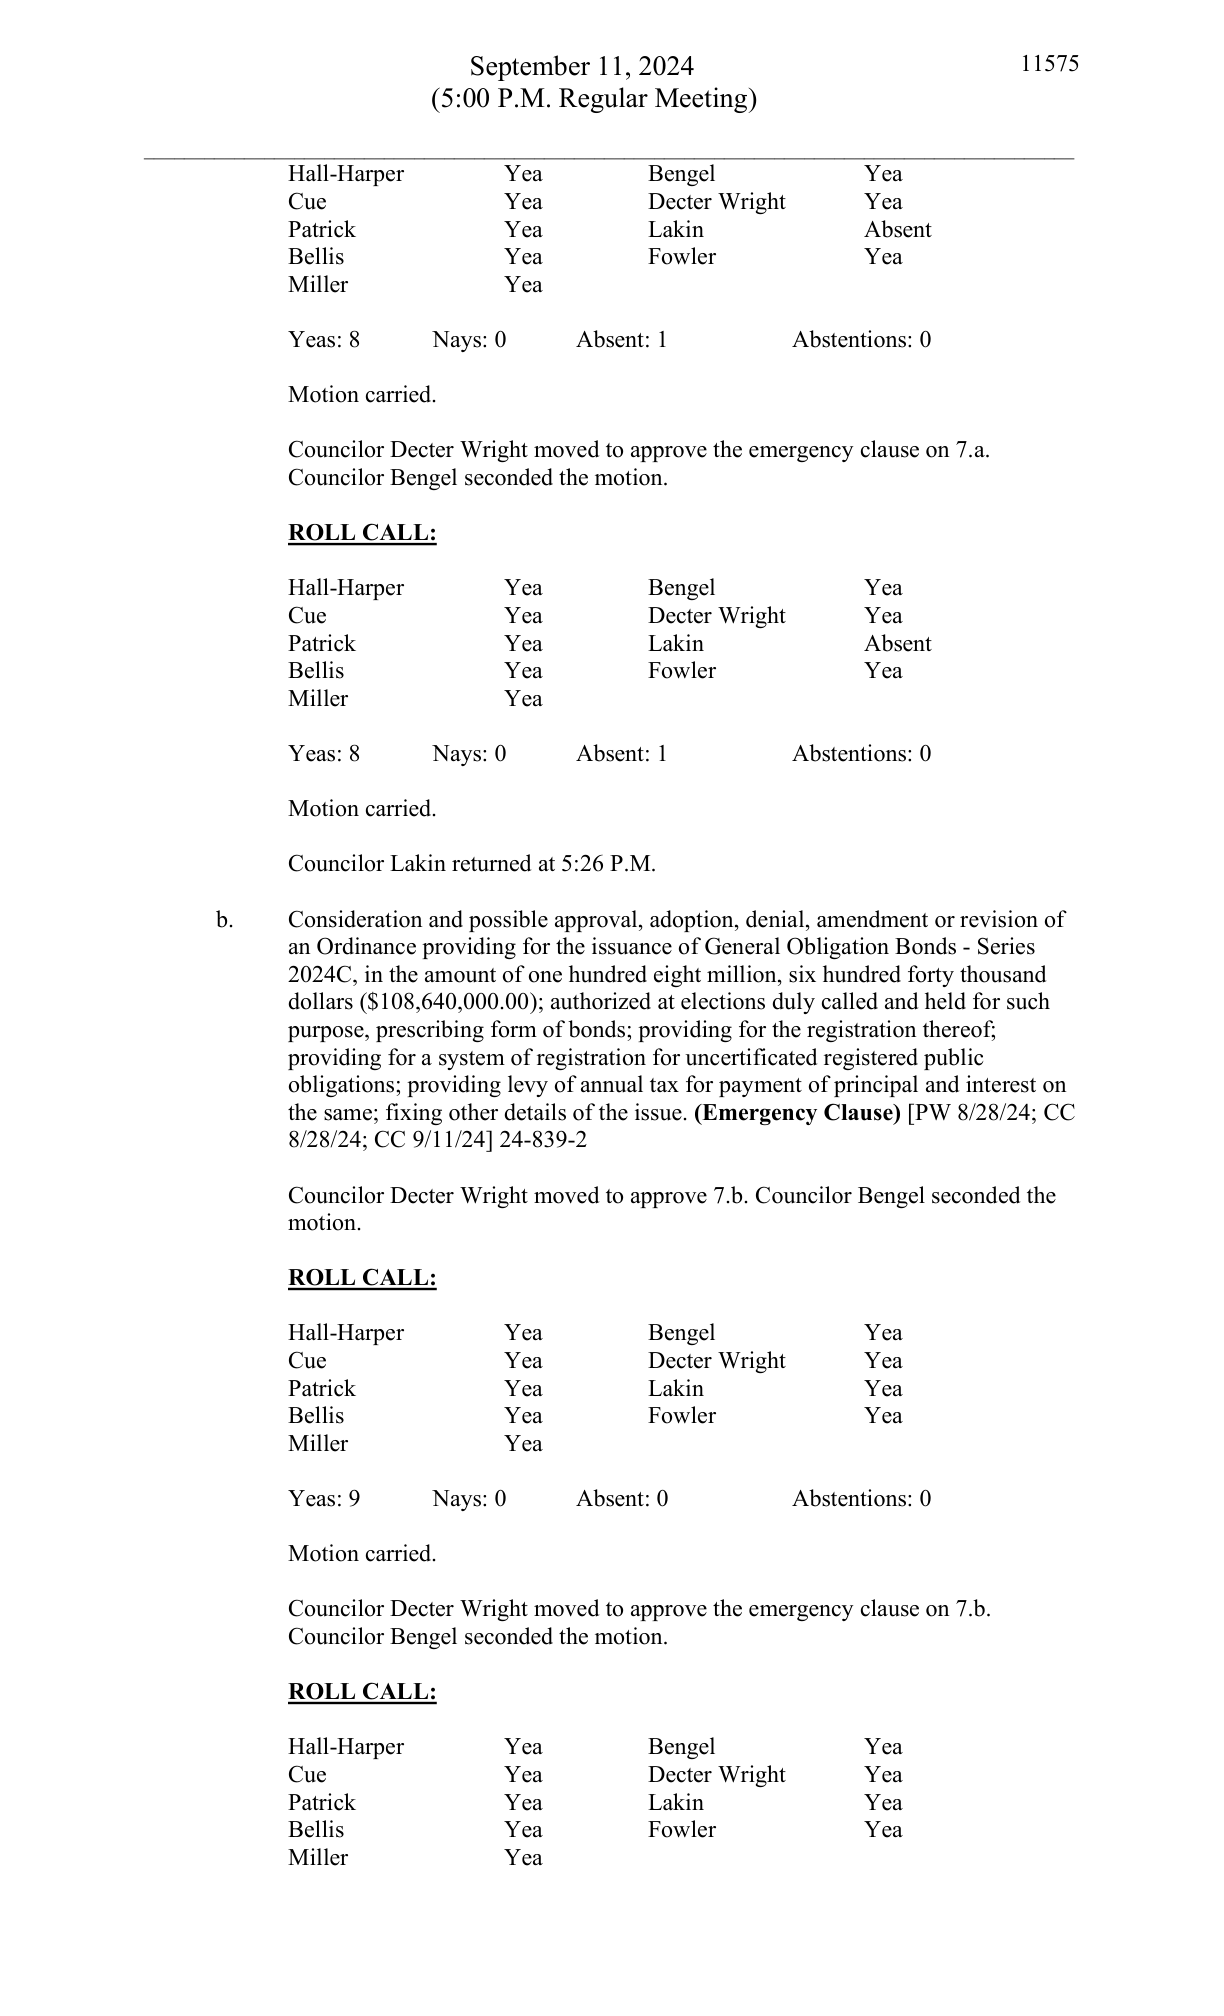 September 11, 2024 11575
(5:00 P.M. Regular Meeting)
Hall-Harper Yea Bengel Yea
Cue Yea Decter Wright Yea
Patrick Yea Lakin Absent
Bellis Yea Fowler Yea
Miller Yea
Yeas: 8 Nays: 0 Absent: 1 Abstentions: 0
Motion carried.
Councilor Decter Wright moved to approve the emergency clause on 7.a.
Councilor Bengel seconded the motion.
ROLL CALL:
Hall-Harper Yea Bengel Yea
Cue Yea Decter Wright Yea
Patrick Yea Lakin Absent
Bellis Yea Fowler Yea
Miller Yea
Yeas: 8 Nays: 0 Absent: 1 Abstentions: 0
Motion carried.
Councilor Lakin returned at 5:26 P.M.
b. Consideration and possible approval, adoption, denial, amendment or revision of
an Ordinance providing for the issuance of General Obligation Bonds - Series
2024C, in the amount of one hundred eight million, six hundred forty thousand
dollars ($108,640,000.00); authorized at elections duly called and held for such
purpose, prescribing form of bonds; providing for the registration thereof;
providing for a system of registration for uncertificated registered public
obligations; providing levy of annual tax for payment of principal and interest on
the same; fixing other details of the issue. (Emergency Clause) [PW 8/28/24; CC
8/28/24; CC 9/11/24] 24-839-2
Councilor Decter Wright moved to approve 7.b. Councilor Bengel seconded the
motion.
ROLL CALL:
Hall-Harper Yea Bengel Yea
Cue Yea Decter Wright Yea
Patrick Yea Lakin Yea
Bellis Yea Fowler Yea
Miller Yea
Yeas: 9 Nays: 0 Absent: 0 Abstentions: 0
Motion carried.
Councilor Decter Wright moved to approve the emergency clause on 7.b.
Councilor Bengel seconded the motion.
ROLL CALL:
Hall-Harper Yea Bengel Yea
Cue Yea Decter Wright Yea
Patrick Yea Lakin Yea
Bellis Yea Fowler Yea
Miller Yea